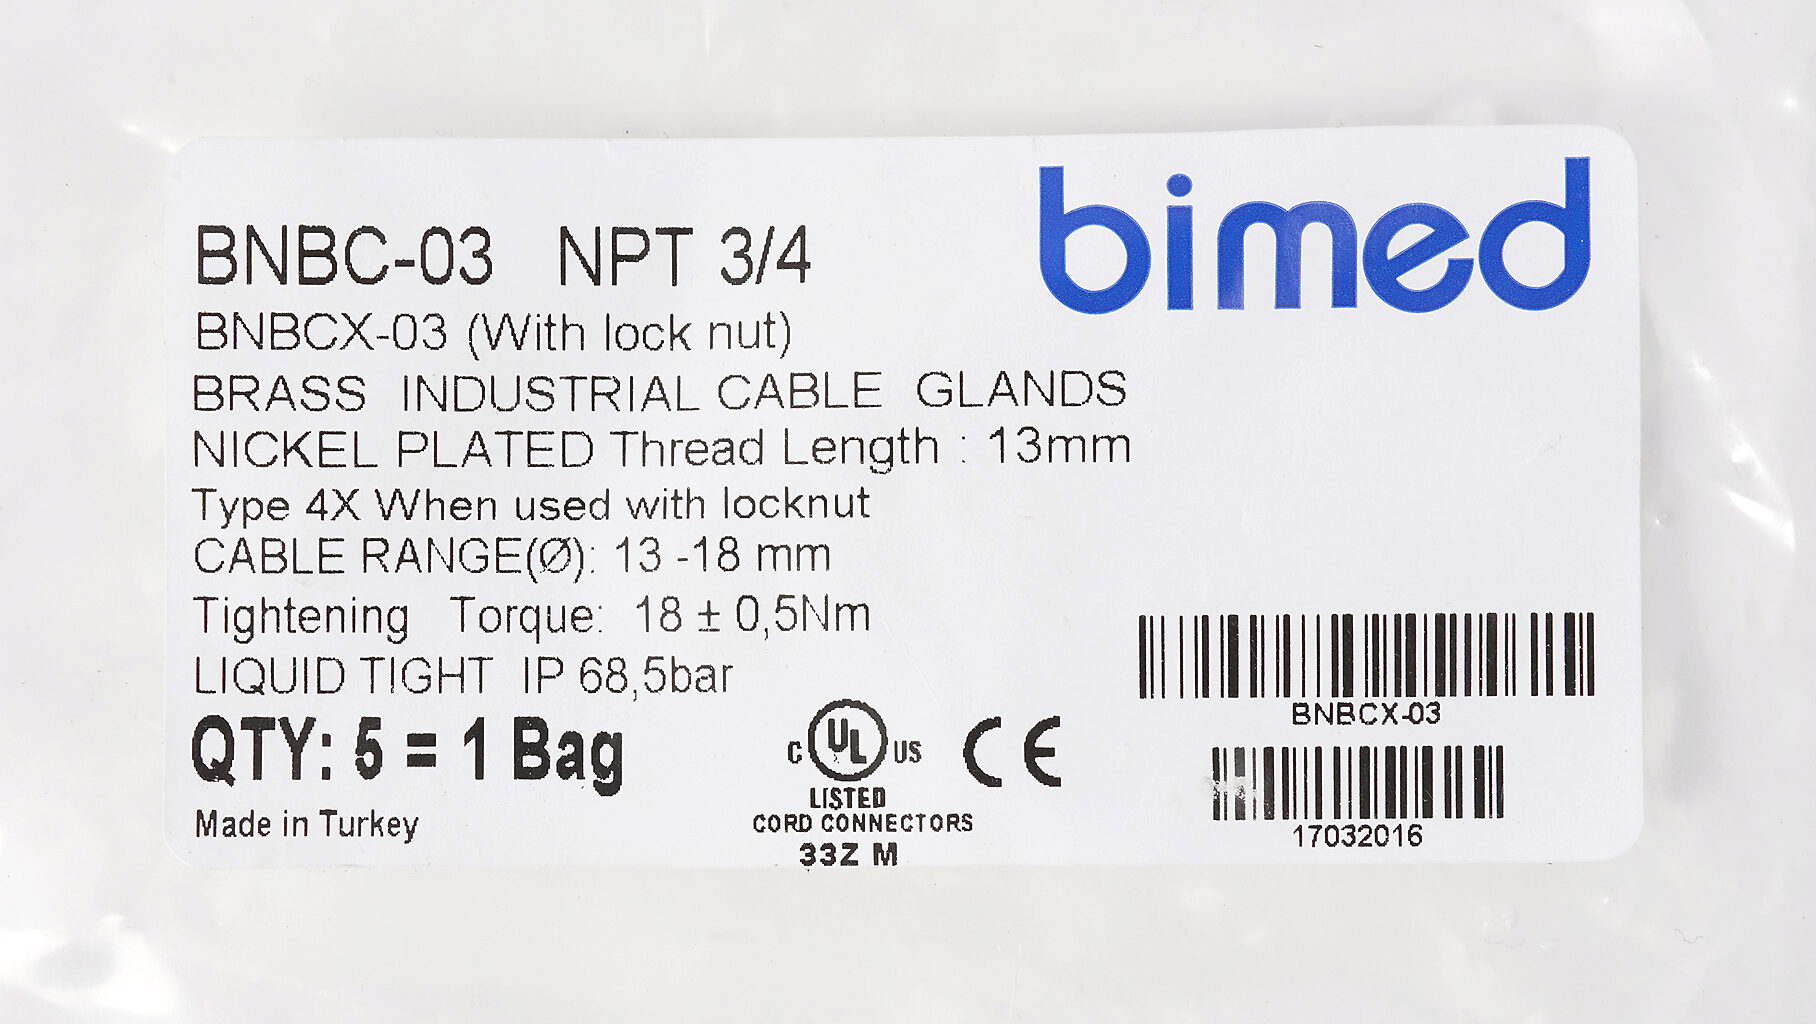 bimed
BNBC-03 NPT 3/4
BNBCX-03 (With lock nut)
BRASS INDUSTRIAL CABLE GLANDS
NICKEL PLATED Thread Length : 13mm
Type 4X When used with locknut
CABLE RANGE(Ø): 13 -18 mm
Tightening Torque: 18 ± 0,5Nm
LIQUID TIGHT IP 68,5bar
QTY: 5 = 1 Bag
Made in Turkey
C UL US CE
LISTED
CORD CONNECTORS
33Z M
BNBCX-03
17032016